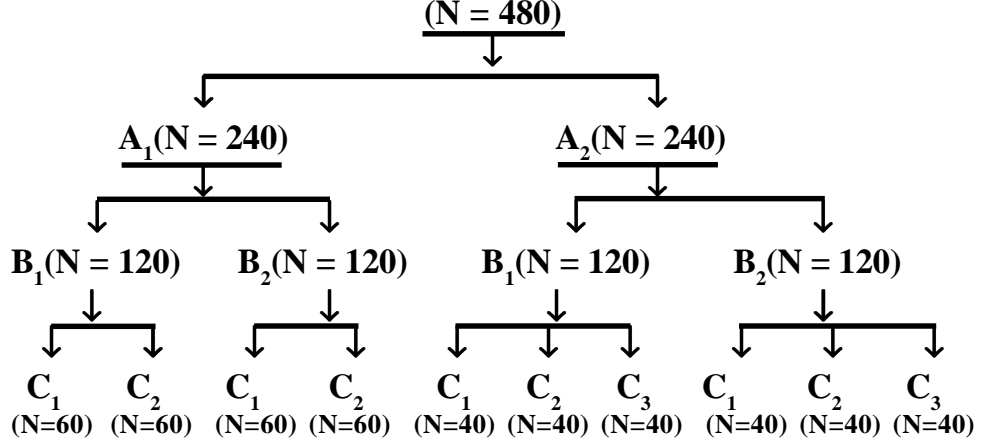 (N = 480)
A₁(N = 240) A₂(N = 240)
B₁(N = 120) B₂(N = 120) B₁(N = 120) B₂(N = 120)
C₁ C₂ C₁ C₂ C₁ C₂ C₃ C₁ C₂ C₃
(N=60) (N=60) (N=60) (N=60) (N=40) (N=40) (N=40) (N=40) (N=40) (N=40)